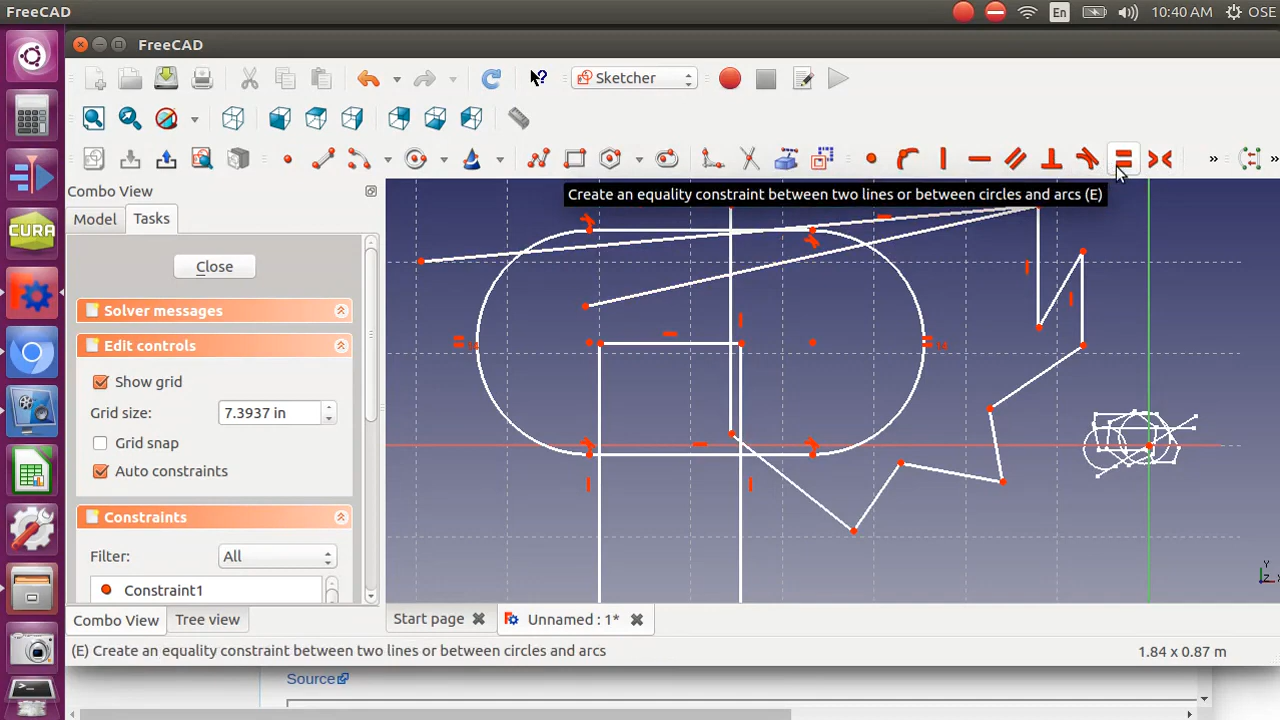 FreeCAD
En
10:40 AM
OSE
FreeCAD
Sketcher
»
»
Combo View
Create an equality constraint between two lines or between circles and arcs (E)
Model
Tasks
Close
Solver messages
Edit controls
Show grid
Grid size:
7.3937 in
Grid snap
Auto constraints
Constraints
Filter:
All
Constraint1
CURA
Y
Z
X
Combo View
Tree view
Start page
Unnamed : 1*
(E) Create an equality constraint between two lines or between circles and arcs
1.84 x 0.87 m
Source